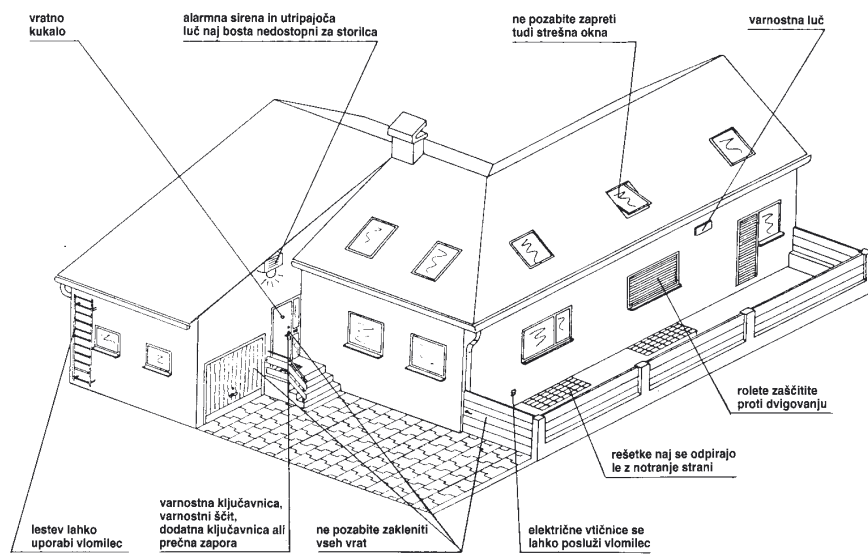 vratno
kukalo
alarmna sirena in utripajoča
luč naj bosta nedostopni za storilca
ne pozabite zapreti
tudi strešna okna
varnostna luč
rolete zaščitite
proti dvigovanju
rešetke naj se odpirajo
le z notranje strani
lestev lahko
uporabi vlomilec
varnostna ključavnica,
varnostni ščit,
dodatna ključavnica ali
prečna zapora
ne pozabite zakleniti
vseh vrat
električne vtičnice se
lahko posluži vlomilec